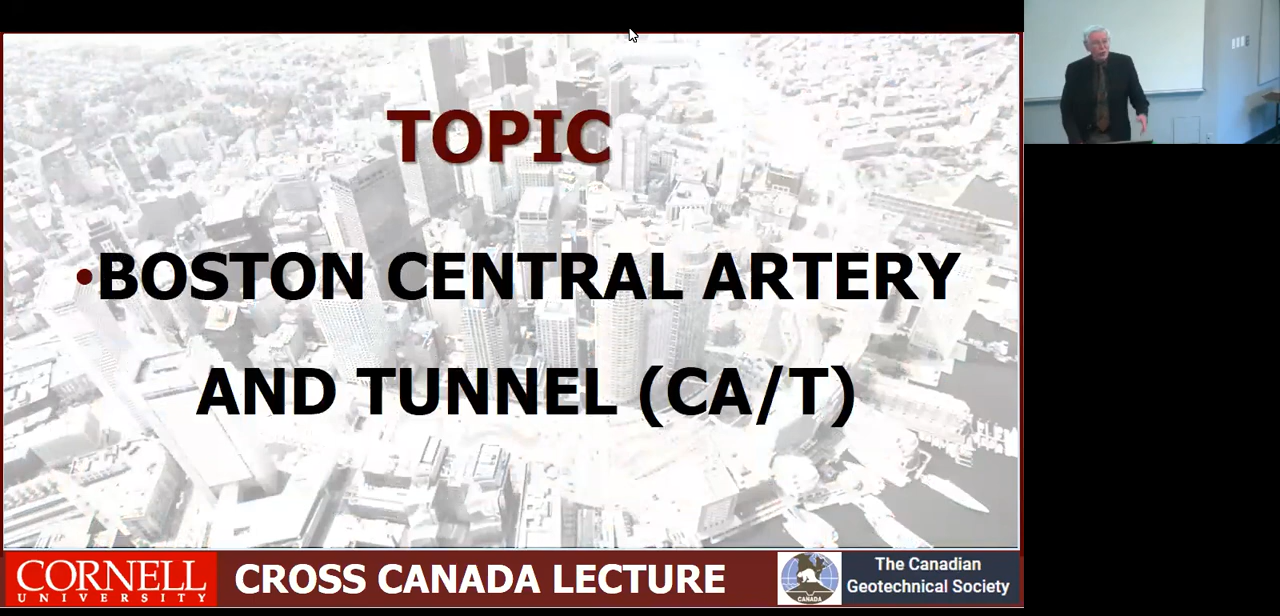 TOPIC
•BOSTON CENTRAL ARTERY
AND TUNNEL (CA/T)
CORNELL
UNIVERSITY
CROSS CANADA LECTURE
CANADA
The Canadian
Geotechnical Society